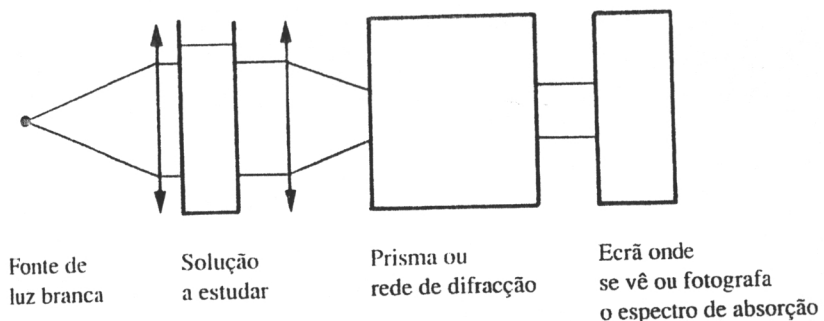 Fonte de
luz branca
Solução
a estudar
Prisma ou
rede de difracção
Ecrã onde
se vê ou fotografa
o espectro de absorção